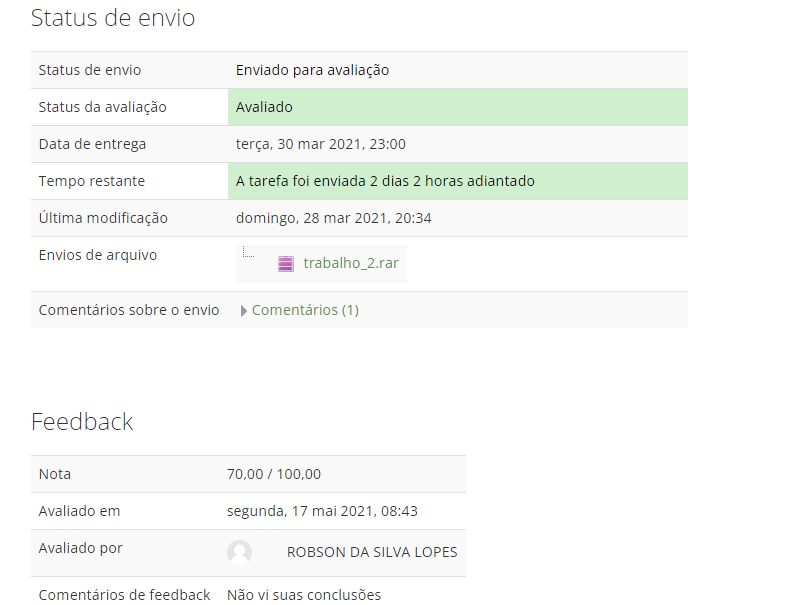 Status de envio
Status de envio Enviado para avaliação
Status da avaliação Avaliado
Data de entrega terça, 30 mar 2021, 23:00
Tempo restante A tarefa foi enviada 2 dias 2 horas adiantado
Última modificação domingo, 28 mar 2021, 20:34
Envios de arquivo trabalho_2.rar
Comentários sobre o envio Comentários (1)
Feedback
Nota 70,00 / 100,00
Avaliado em segunda, 17 mai 2021, 08:43
Avaliado por ROBSON DA SILVA LOPES
Comentários de feedback Não vi suas conclusões